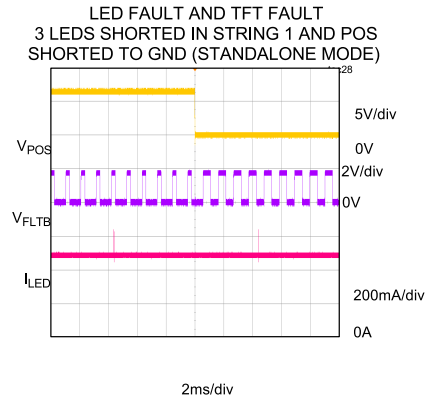 LED FAULT AND TFT FAULT
3 LEDS SHORTED IN STRING 1 AND POS
SHORTED TO GND (STANDALONE MODE)
5V/div
VPOS
0V
2V/div
0V
VFLTB
ILED
200mA/div
0A
2ms/div